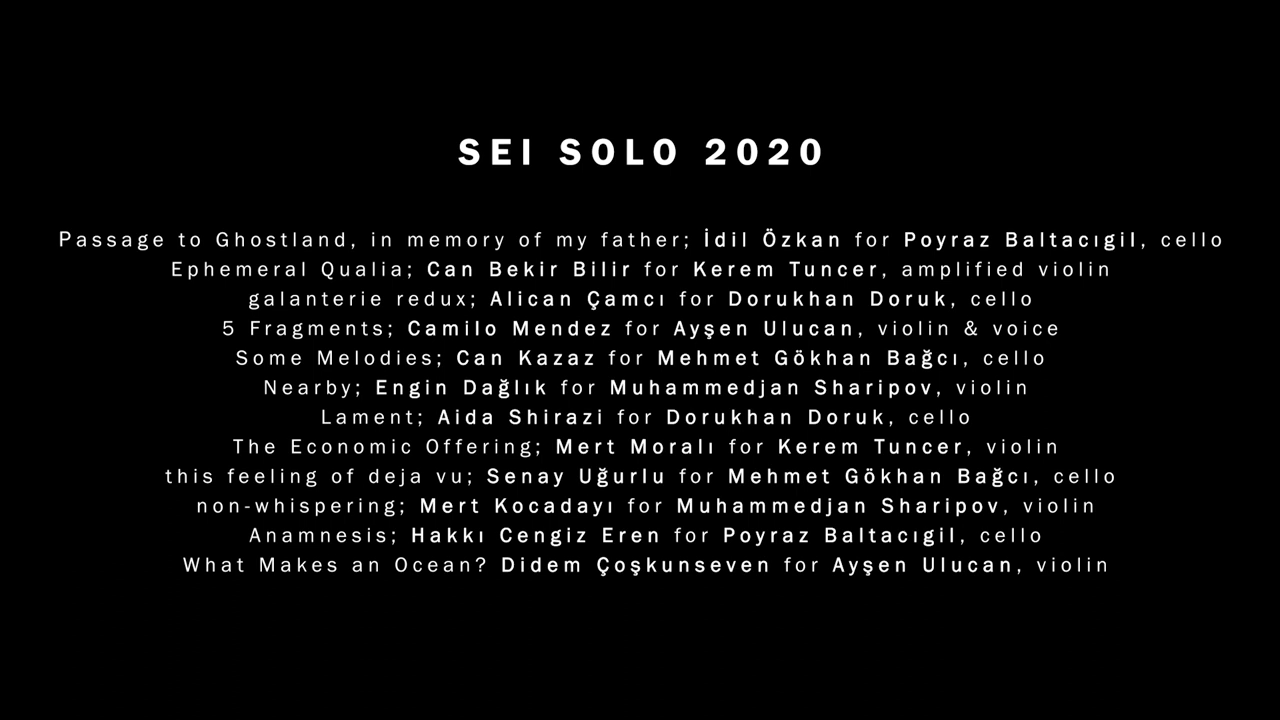 SEI SOLO 2020
Passage to Ghostland, in memory of my father; İdil Özkan for Poyraz Baltacıgil, cello
Ephemeral Qualia; Can Bekir Bilir for Kerem Tuncer, amplified violin
galanterie redux; Alican Çamcı for Dorukhan Doruk, cello
5 Fragments; Camilo Mendez for Ayşen Ulucan, violin & voice
Some Melodies; Can Kazaz for Mehmet Gökhan Bağcı, cello
Nearby; Engin Dağlık for Muhammedjan Sharipov, violin
Lament; Aida Shirazi for Dorukhan Doruk, cello
The Economic Offering; Mert Moralı for Kerem Tuncer, violin
this feeling of deja vu; Senay Uğurlu for Mehmet Gökhan Bağcı, cello
non-whispering; Mert Kocadayı for Muhammedjan Sharipov, violin
Anamnesis; Hakkı Cengiz Eren for Poyraz Baltacıgil, cello
What Makes an Ocean? Didem Çoşkunseven for Ayşen Ulucan, violin